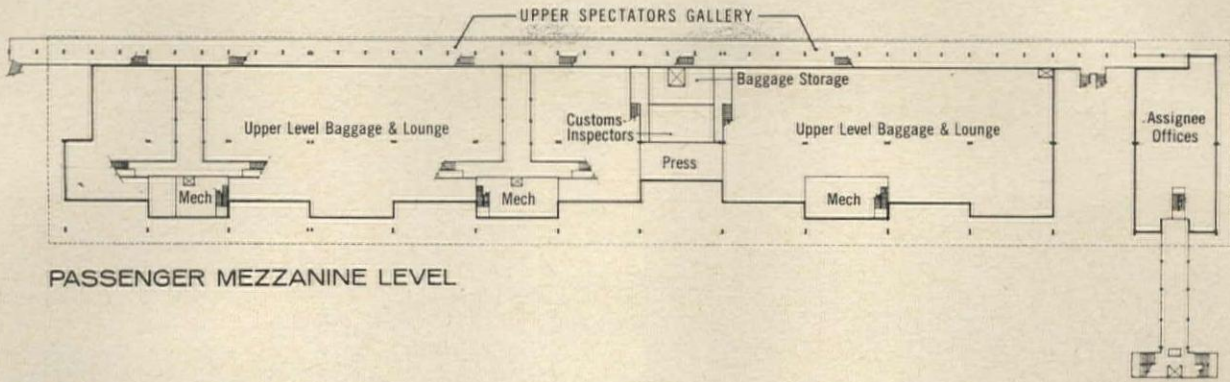 UPPER SPECTATORS GALLERY
Baggage Storage
Customs-
Inspectors
Upper Level Baggage & Lounge
Upper Level Baggage & Lounge
Assignee
Offices
Press
Mech
Mech
Mech
PASSENGER MEZZANINE LEVEL